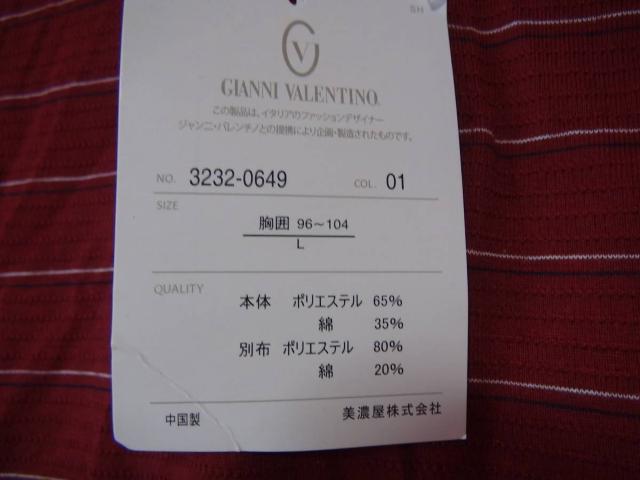 SH
GV
GIANNI VALENTINO.
この製品は、イタリアのファッションデザイナー
ジャンニ・バレンチノとの提携により企画・製造されたものです。
NO. 3232-0649 COL. 01
SIZE
胸囲 96~104
L
QUALITY
本体 ポリエステル 65%
綿 35%
別布 ポリエステル 80%
綿 20%
中国製 美濃屋株式会社